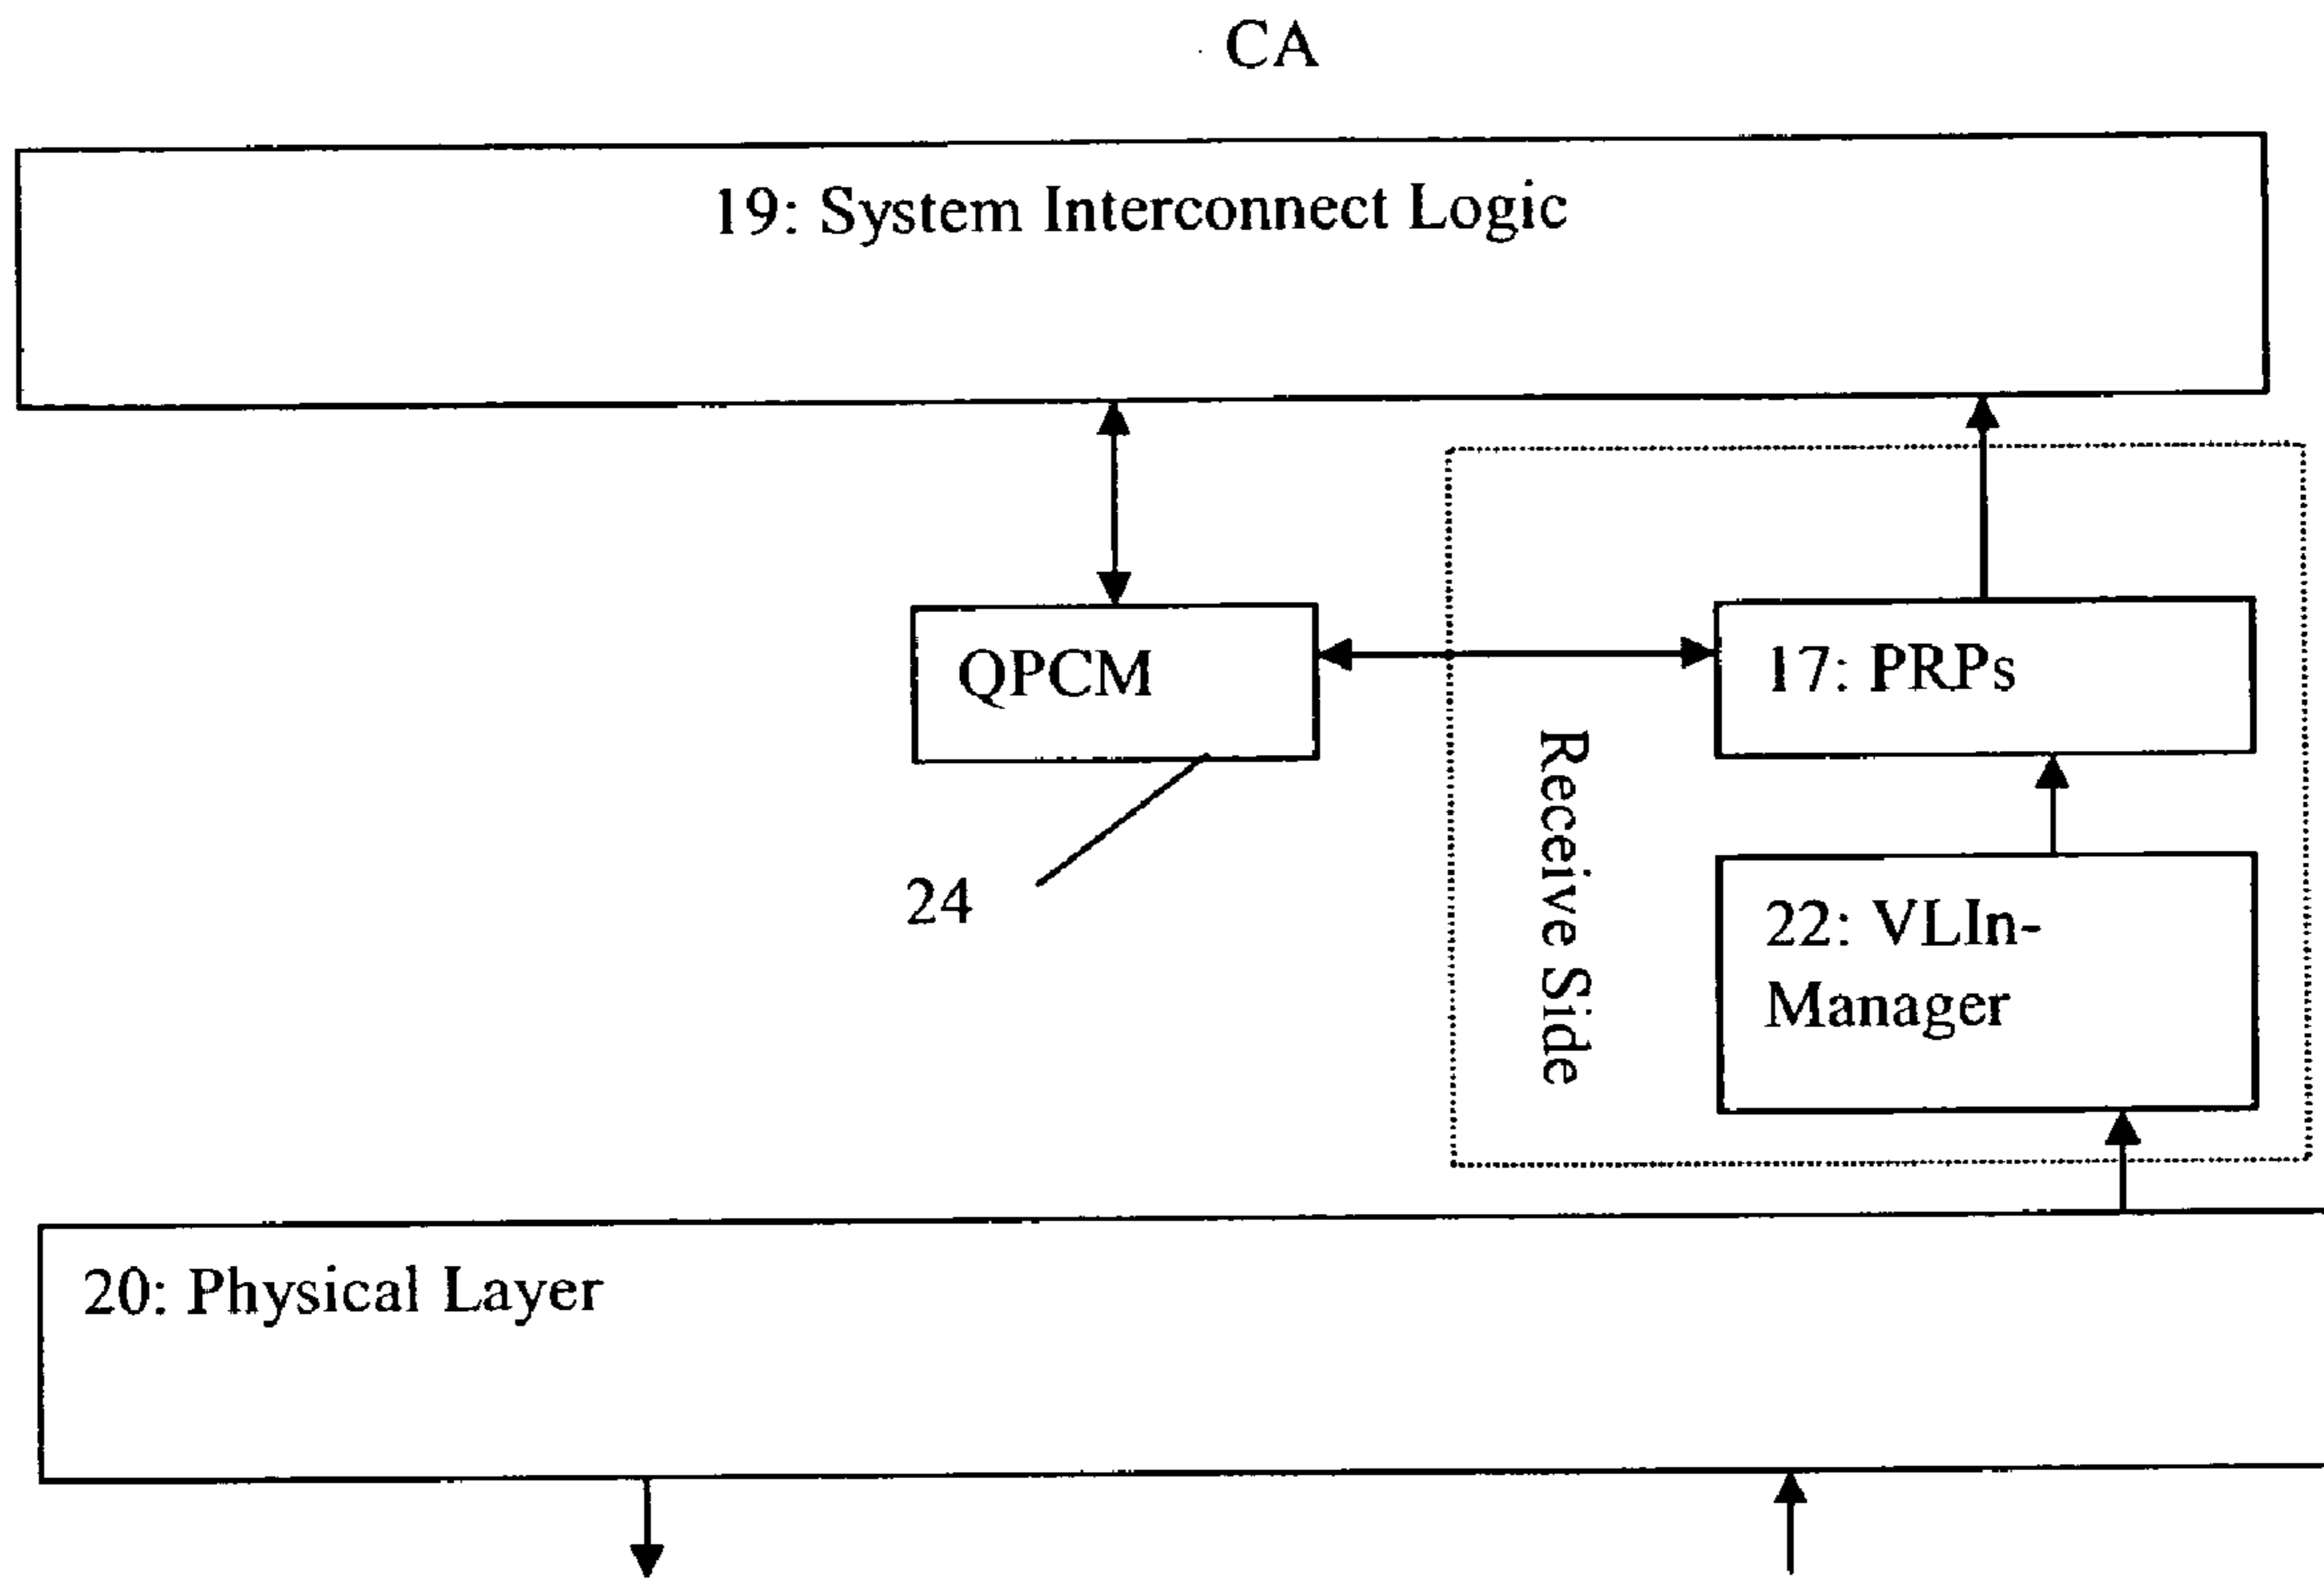 CA
19: System Interconnect Logic
QPCM
17: PRPs
Receive Side
24
22: VLIn-
Manager
20: Physical Layer